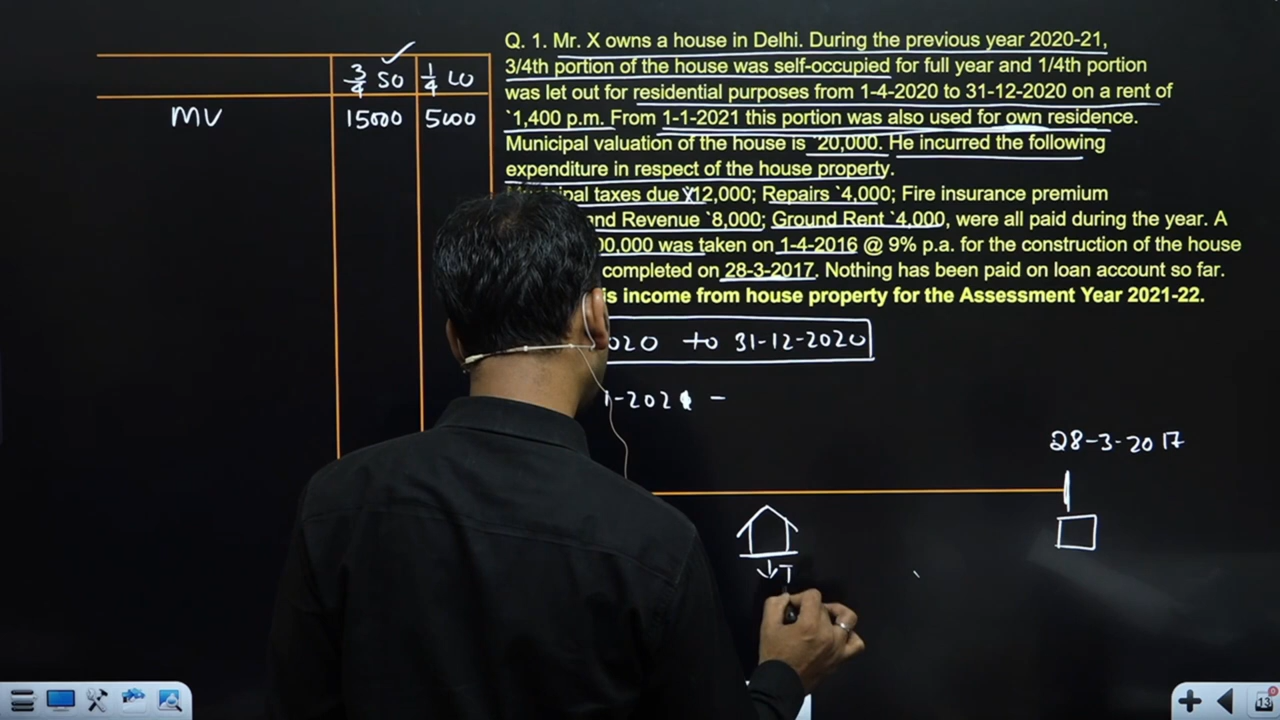 Q. 1. Mr. X owns a house in Delhi. During the previous year 2020-21,
3/4th portion of the house was self-occupied for full year and 1/4th portion
was let out for residential purposes from 1-4-2020 to 31-12-2020 on a rent of
`1,400 p.m. From 1-1-2021 this portion was also used for own residence.
Municipal valuation of the house is `20,000. He incurred the following
expenditure in respect of the house property.
taxes due 12,000; Repairs `4,000; Fire insurance premium
Revenue `8,000; Ground Rent `4,000, were all paid during the year. A
00,000 was taken on 1-4-2016 @ 9% p.a. for the construction of the house
completed on 28-3-2017. Nothing has been paid on loan account so far.
is income from house property for the Assessment Year 2021-22.
3/4 SO 1/4 LO
MV 15000 5000
020 to 31-12-2020
1-2021 -
28-3-2017
T
13